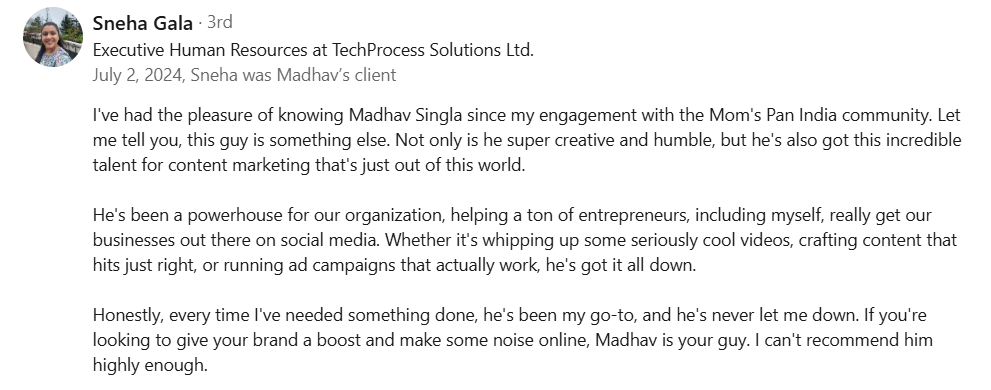 Sneha Gala · 3rd
Executive Human Resources at TechProcess Solutions Ltd.
July 2, 2024, Sneha was Madhav’s client
I've had the pleasure of knowing Madhav Singla since my engagement with the Mom's Pan India community. Let
me tell you, this guy is something else. Not only is he super creative and humble, but he's also got this incredible
talent for content marketing that's just out of this world.
He's been a powerhouse for our organization, helping a ton of entrepreneurs, including myself, really get our
businesses out there on social media. Whether it's whipping up some seriously cool videos, crafting content that
hits just right, or running ad campaigns that actually work, he's got it all down.
Honestly, every time I've needed something done, he's been my go-to, and he's never let me down. If you're
looking to give your brand a boost and make some noise online, Madhav is your guy. I can't recommend him
highly enough.